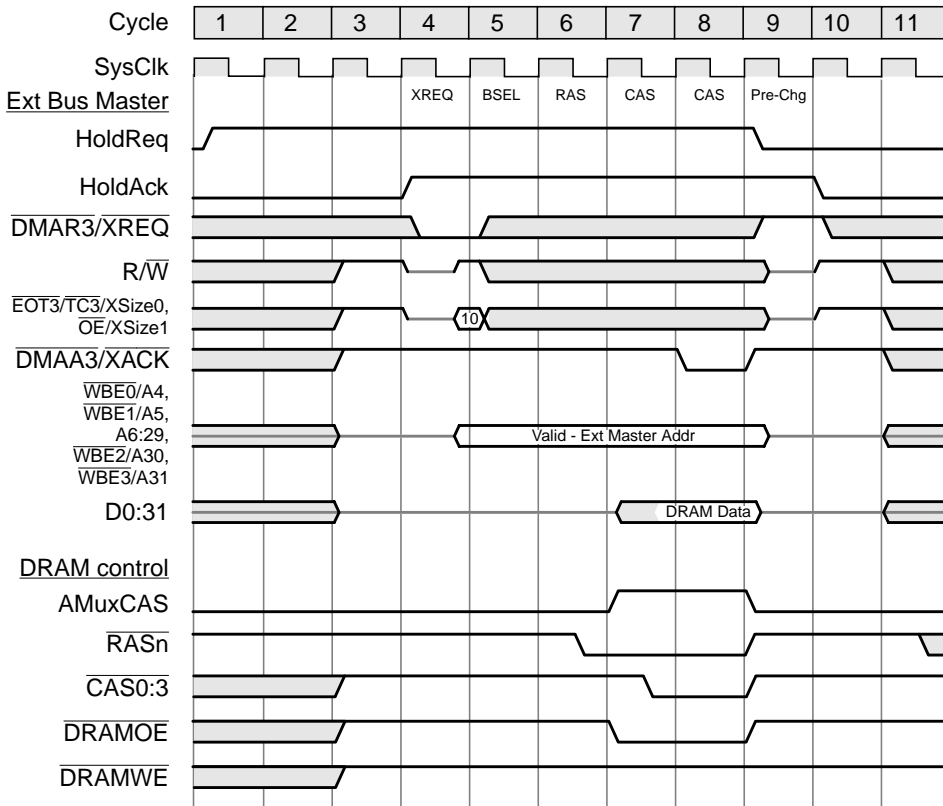 Cycle 1 2 3 4 5 6 7 8 9 10 11
SysClk
Ext Bus Master XREQ BSEL RAS CAS CAS Pre-Chg
HoldReq
HoldAck
DMAR3/XREQ
R/W
EOT3/TC3/XSize0,
OE/XSize1 10
DMAA3/XACK
WBE0/A4,
WBE1/A5,
A6:29, Valid - Ext Master Addr
WBE2/A30,
WBE3/A31
D0:31 DRAM Data
DRAM control
AMuxCAS
RASn
CAS0:3
DRAMOE
DRAMWE